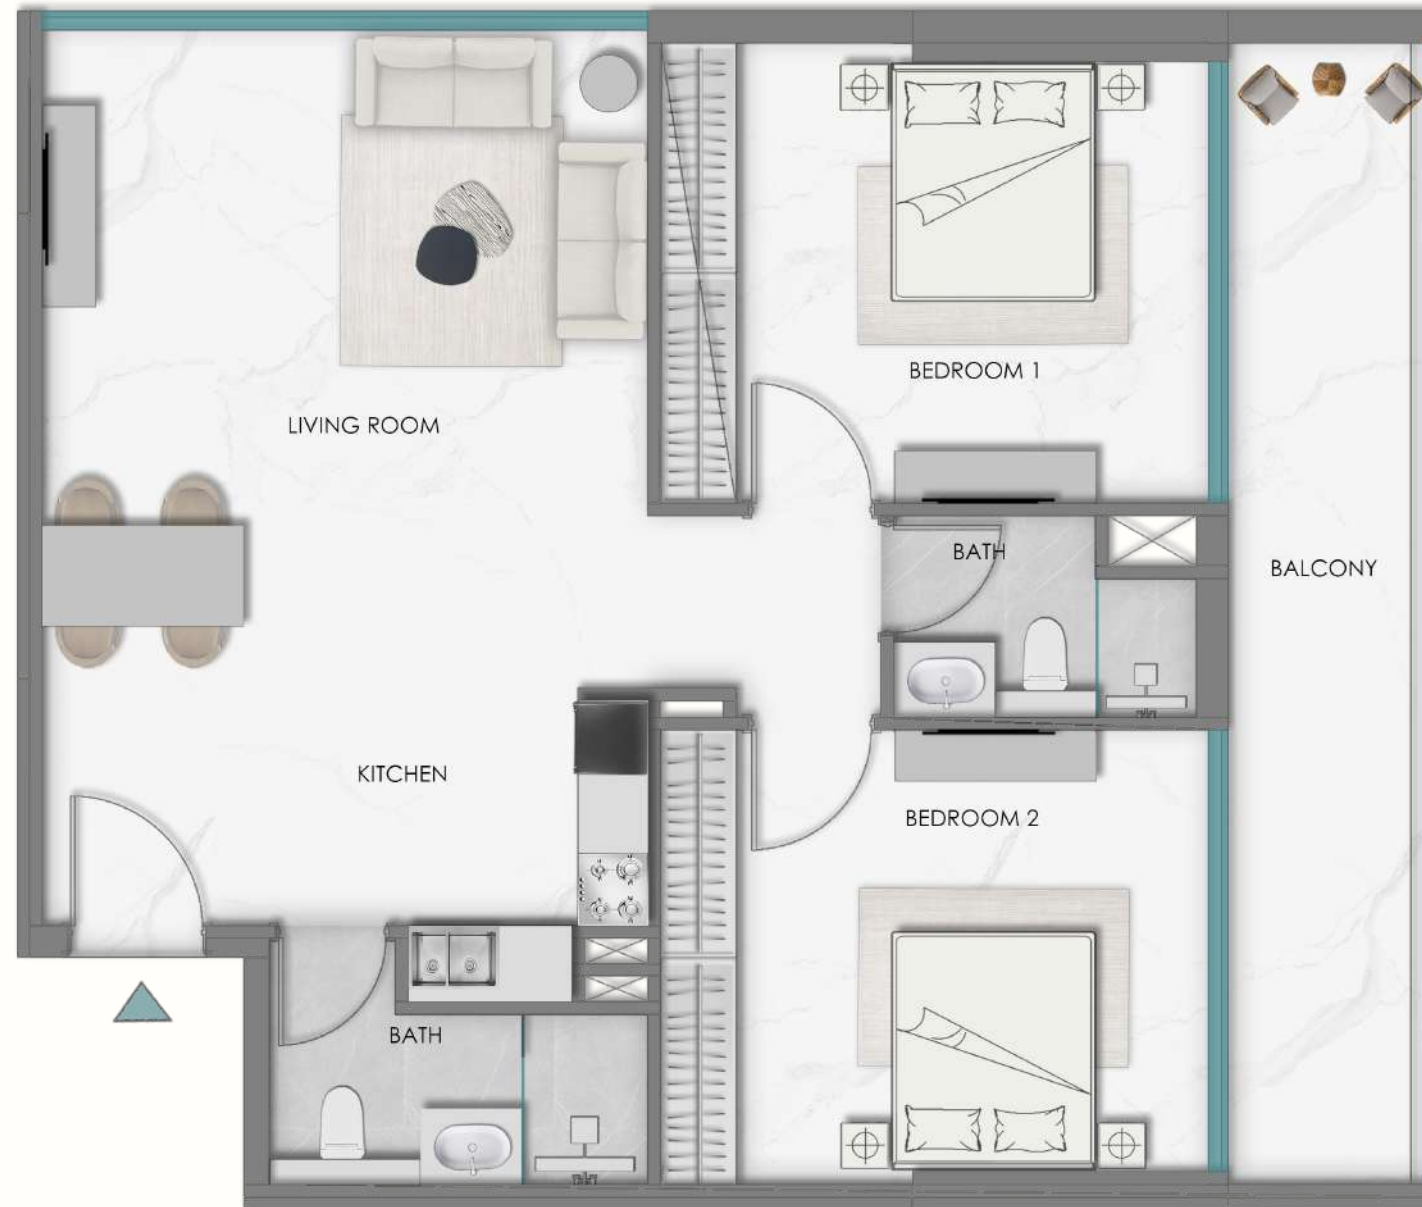 BEDROOM 1
LIVING ROOM
BATH
BALCONY
KITCHEN
BEDROOM 2
BATH